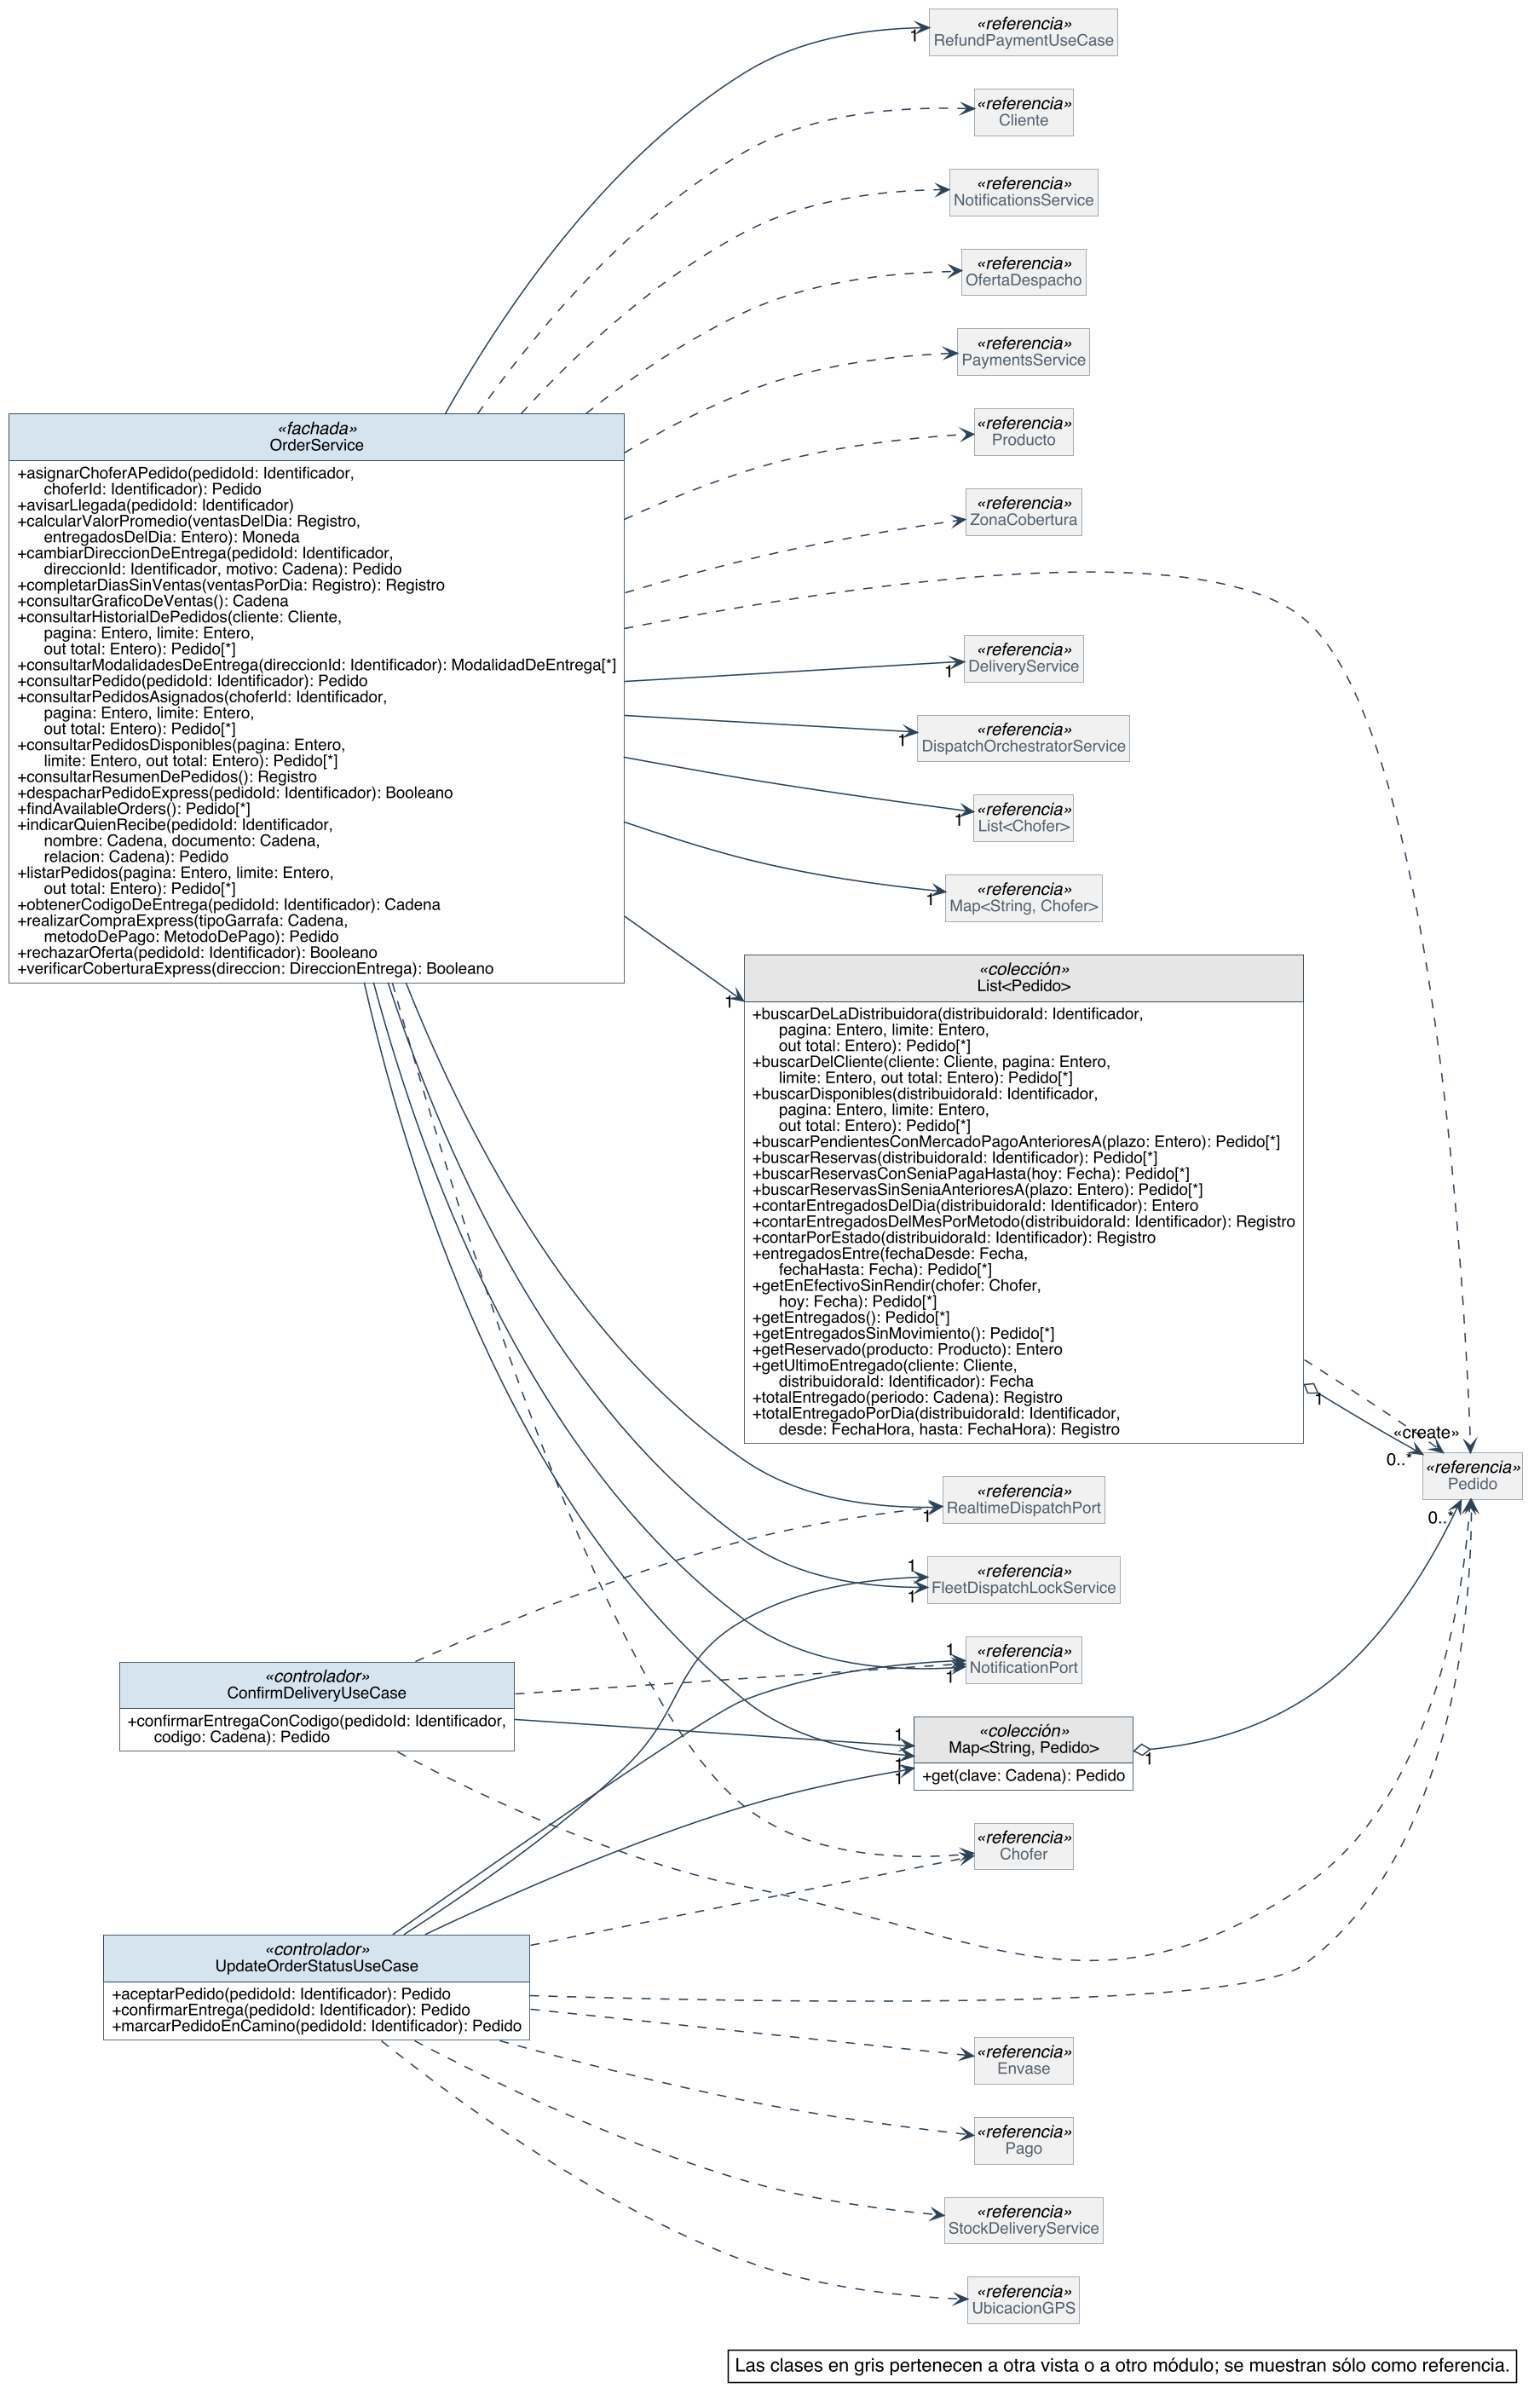 «referencia»
RefundPaymentUseCase
1
«referencia»
Cliente
«referencia»
NotificationsService
«referencia»
OfertaDespacho
«referencia»
PaymentsService
«referencia»
Producto
«referencia»
ZonaCobertura
«fachada»
OrderService
+asignarChoferAPedido(pedidoId: Identificador,
choferId: Identificador): Pedido
+avisarLlegada(pedidoId: Identificador)
+calcularValorPromedio(ventasDelDia: Registro,
entregadosDelDia: Entero): Moneda
+cambiarDireccionDeEntrega(pedidoId: Identificador,
direccionId: Identificador, motivo: Cadena): Pedido
+completarDiasSinVentas(ventasPorDia: Registro): Registro
+consultarGraficoDeVentas(): Cadena
+consultarHistorialDePedidos(cliente: Cliente,
pagina: Entero, limite: Entero,
out total: Entero): Pedido[*]
+consultarModalidadesDeEntrega(direccionId: Identificador): ModalidadDeEntrega[*]
+consultarPedido(pedidoId: Identificador): Pedido
+consultarPedidosAsignados(choferId: Identificador,
pagina: Entero, limite: Entero,
out total: Entero): Pedido[*]
+consultarPedidosDisponibles(pagina: Entero,
limite: Entero, out total: Entero): Pedido[*]
+consultarResumenDePedidos(): Registro
+despacharPedidoExpress(pedidoId: Identificador): Booleano
+findAvailableOrders(): Pedido[*]
+indicarQuienRecibe(pedidoId: Identificador,
nombre: Cadena, documento: Cadena,
relacion: Cadena): Pedido
+listarPedidos(pagina: Entero, limite: Entero,
out total: Entero): Pedido[*]
+obtenerCodigoDeEntrega(pedidoId: Identificador): Cadena
+realizarCompraExpress(tipoGarrafa: Cadena,
metodoDePago: MetodoDePago): Pedido
+rechazarOferta(pedidoId: Identificador): Booleano
+verificarCoberturaExpress(direccion: DireccionEntrega): Booleano
«referencia»
DeliveryService
1
«referencia»
DispatchOrchestratorService
1
«referencia»
List<Chofer>
1
«referencia»
Map<String, Chofer>
1
«colección»
List<Pedido>
1
+buscarDeLaDistribuidora(distribuidoraId: Identificador,
pagina: Entero, limite: Entero,
out total: Entero): Pedido[*]
+buscarDelCliente(cliente: Cliente, pagina: Entero,
limite: Entero, out total: Entero): Pedido[*]
+buscarDisponibles(distribuidoraId: Identificador,
pagina: Entero, limite: Entero,
out total: Entero): Pedido[*]
+buscarPendientesConMercadoPagoAnterioresA(plazo: Entero): Pedido[*]
+buscarReservas(distribuidoraId: Identificador): Pedido[*]
+buscarReservasConSeniaPagaHasta(hoy: Fecha): Pedido[*]
+buscarReservasSinSeniaAnterioresA(plazo: Entero): Pedido[*]
+contarEntregadosDelDia(distribuidoraId: Identificador): Entero
+contarEntregadosDelMesPorMetodo(distribuidoraId: Identificador): Registro
+contarPorEstado(distribuidoraId: Identificador): Registro
+entregadosEntre(fechaDesde: Fecha,
fechaHasta: Fecha): Pedido[*]
+getEnEfectivoSinRendir(chofer: Chofer,
hoy: Fecha): Pedido[*]
+getEntregados(): Pedido[*]
+getEntregadosSinMovimiento(): Pedido[*]
+getReservado(producto: Producto): Entero
+getUltimoEntregado(cliente: Cliente,
distribuidoraId: Identificador): Fecha
+totalEntregado(periodo: Cadena): Registro
+totalEntregadoPorDia(distribuidoraId: Identificador,
desde: FechaHora, hasta: FechaHora): Registro
1
«create»
0..*
«referencia»
Pedido
0..*
«referencia»
RealtimeDispatchPort
1
«referencia»
FleetDispatchLockService
1
1
«referencia»
NotificationPort
1
1
«controlador»
ConfirmDeliveryUseCase
+confirmarEntregaConCodigo(pedidoId: Identificador,
codigo: Cadena): Pedido
«colección»
Map<String, Pedido>
+get(clave: Cadena): Pedido
1
1
1
1
«referencia»
Chofer
«controlador»
UpdateOrderStatusUseCase
+aceptarPedido(pedidoId: Identificador): Pedido
+confirmarEntrega(pedidoId: Identificador): Pedido
+marcarPedidoEnCamino(pedidoId: Identificador): Pedido
«referencia»
Envase
«referencia»
Pago
«referencia»
StockDeliveryService
«referencia»
UbicacionGPS
Las clases en gris pertenecen a otra vista o a otro módulo; se muestran sólo como referencia.